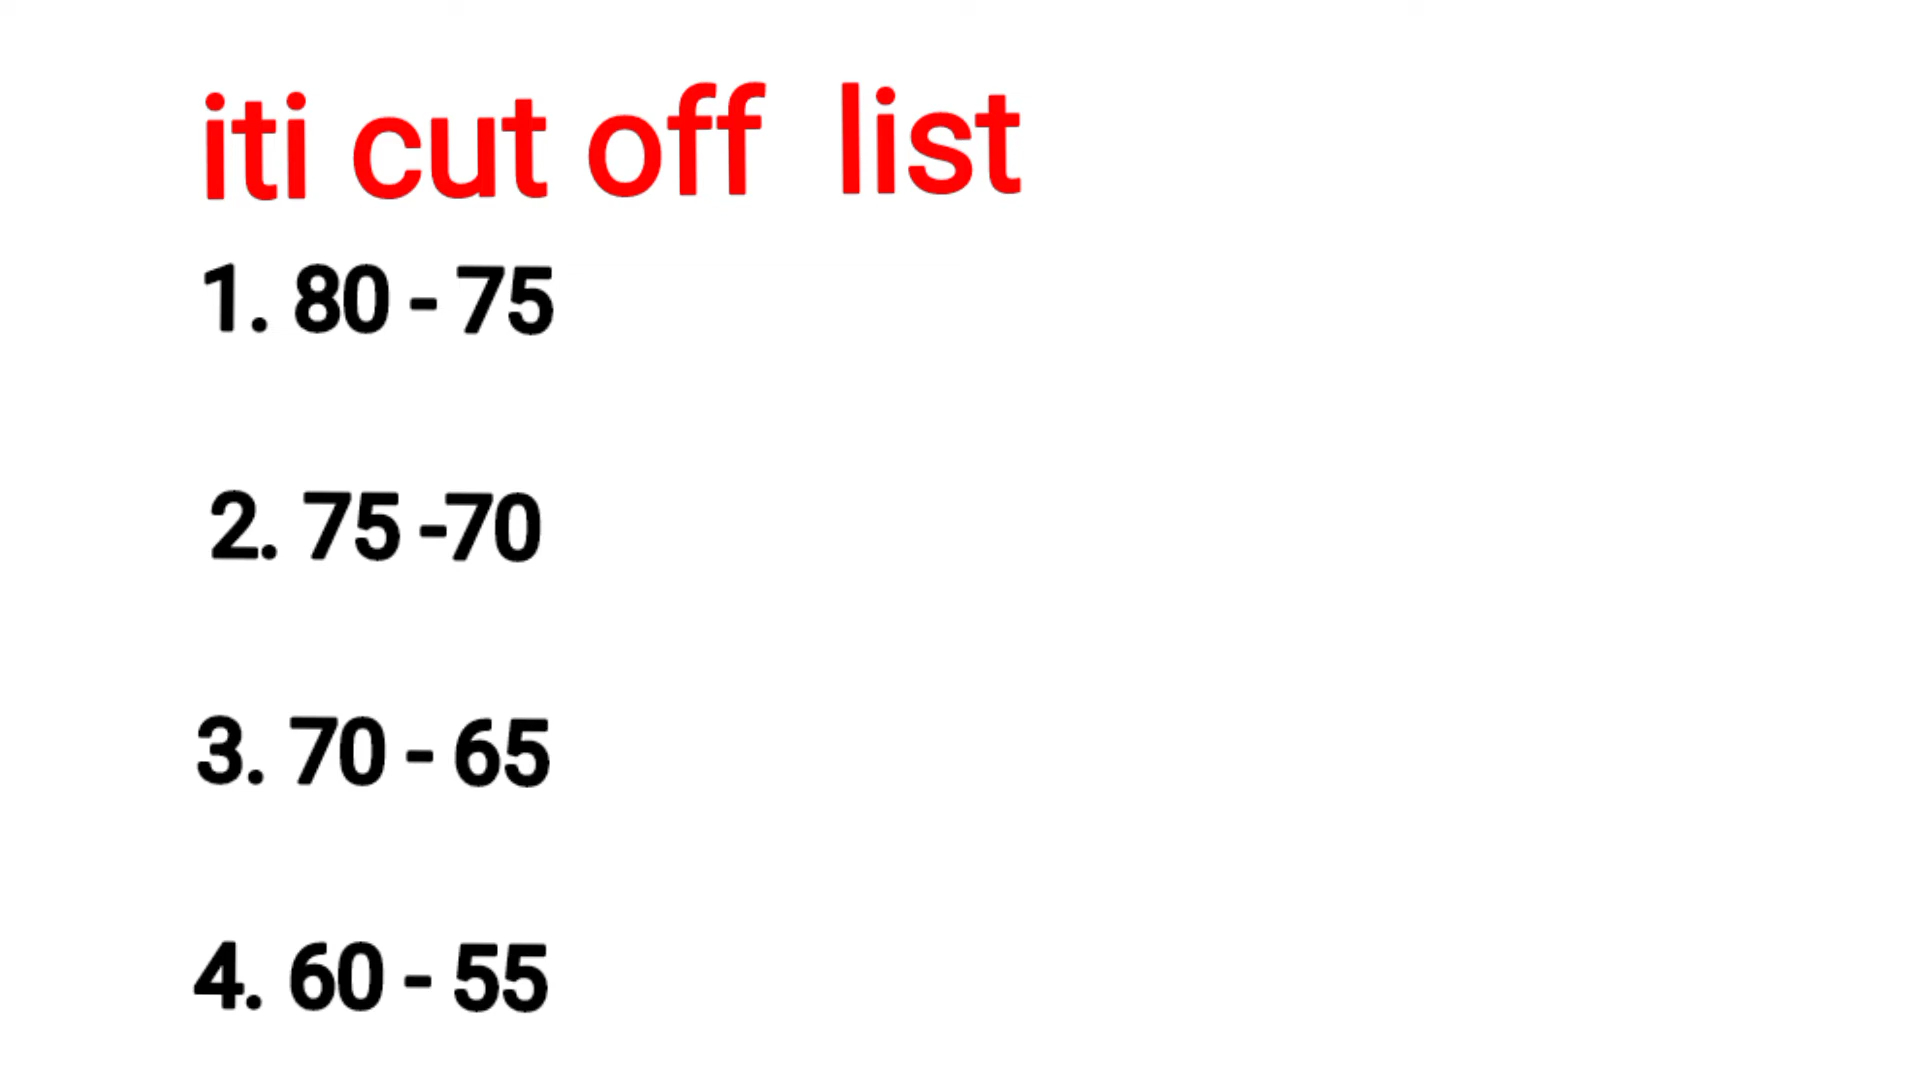 iti cut off list
1. 80 - 75
2. 75 -70
3. 70 - 65
4. 60 - 55